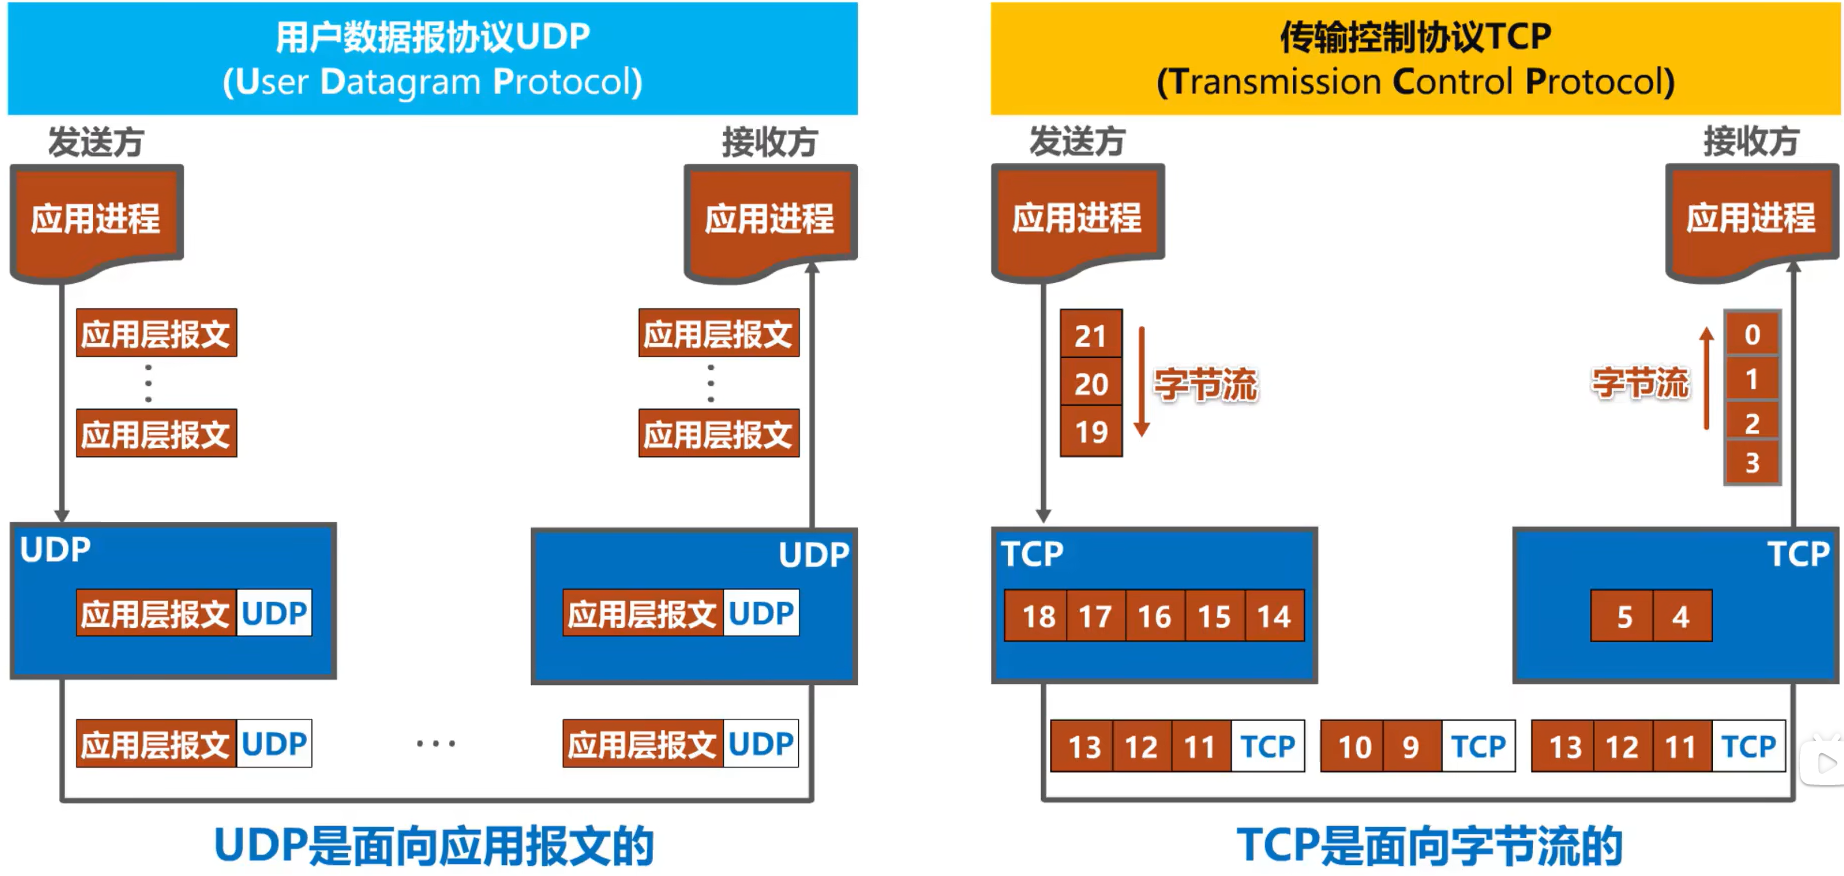 用户数据报协议UDP
(User Datagram Protocol)
发送方
接收方
应用进程
应用进程
应用层报文
应用层报文
应用层报文
应用层报文
UDP
UDP
应用层报文 UDP
应用层报文 UDP
应用层报文 UDP
…
应用层报文 UDP
UDP是面向应用报文的
传输控制协议TCP
(Transmission Control Protocol)
发送方
接收方
应用进程
应用进程
21
20
19
字节流
字节流
0
1
2
3
TCP
TCP
18 17 16 15 14
5 4
13 12 11 TCP
10 9 TCP
13 12 11 TCP
TCP是面向字节流的